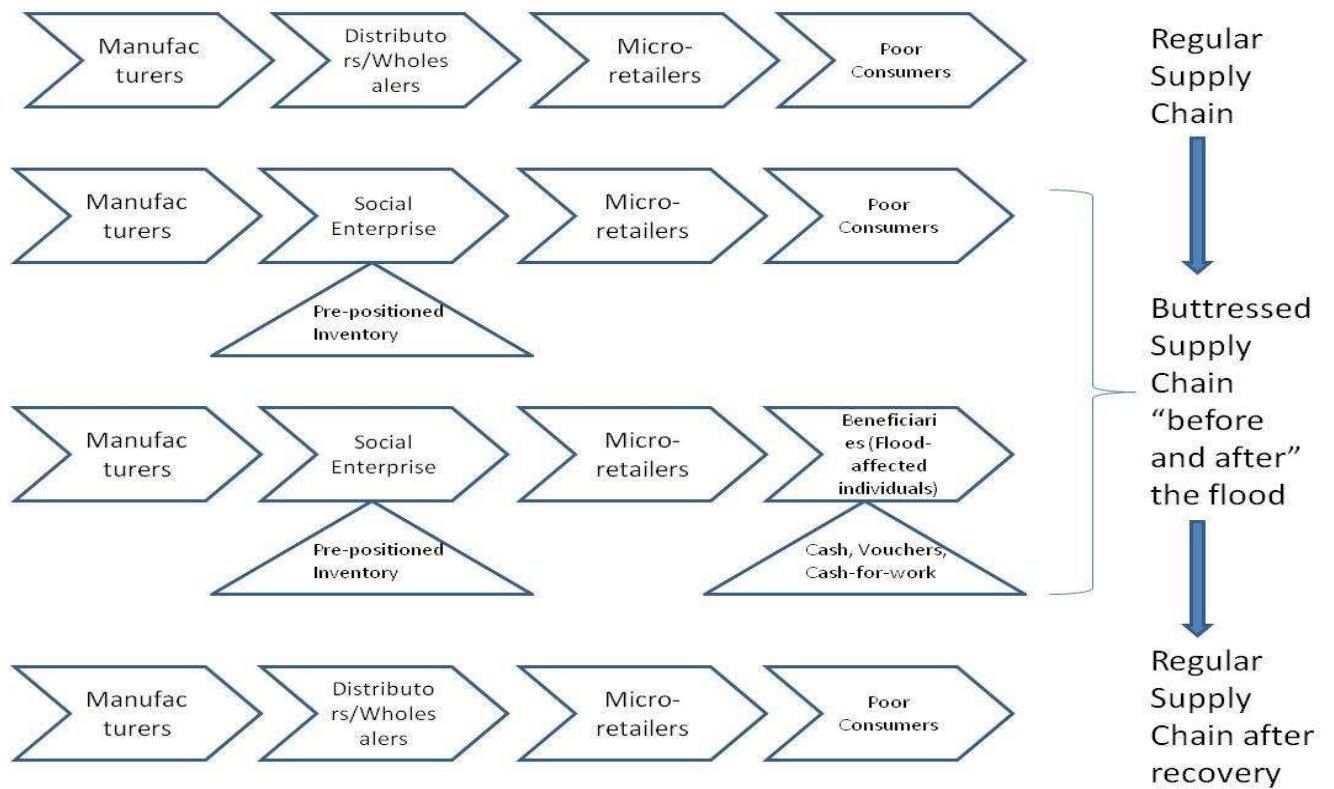 Manufac
turers
Distributo
rs/Wholes
alers
Micro-
retailers
Poor
Consumers
Regular
Supply
Chain
Manufac
turers
Social
Enterprise
Micro-
retailers
Poor
Consumers
Pre-positioned
Inventory
Buttressed
Supply
Chain
“before
and after”
the flood
Manufac
turers
Social
Enterprise
Micro-
retailers
Beneficiari
es (Flood-
affected
individuals)
Pre-positioned
Inventory
Cash, Vouchers,
Cash-for-work
Manufac
turers
Distributo
rs/Wholes
alers
Micro-
retailers
Poor
Consumers
Regular
Supply
Chain after
recovery